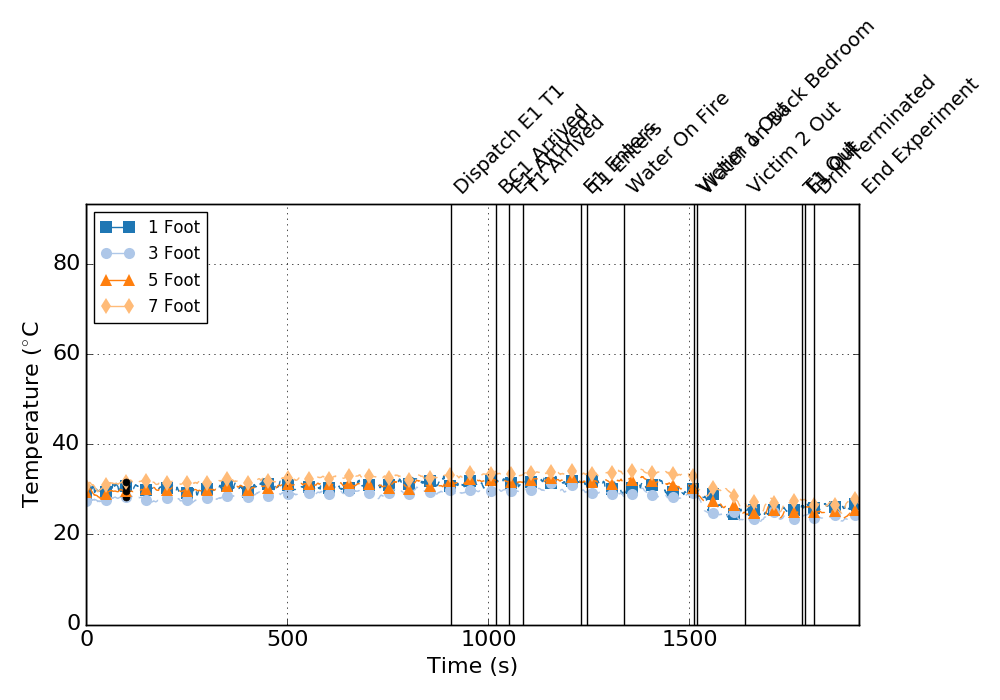 Dispatch E1 T1
BC1 Arrived
E1 Arrived
T1 Arrived
E1 Enters
T1 Enters
Water On Fire
Victim 1 Out
Water on Back Bedroom
Victim 2 Out
E1 Out
Drill Terminated
End Experiment
1 Foot
3 Foot
5 Foot
7 Foot
Temperature (°C
80
60
40
20
0
0
500
1000
1500
Time (s)